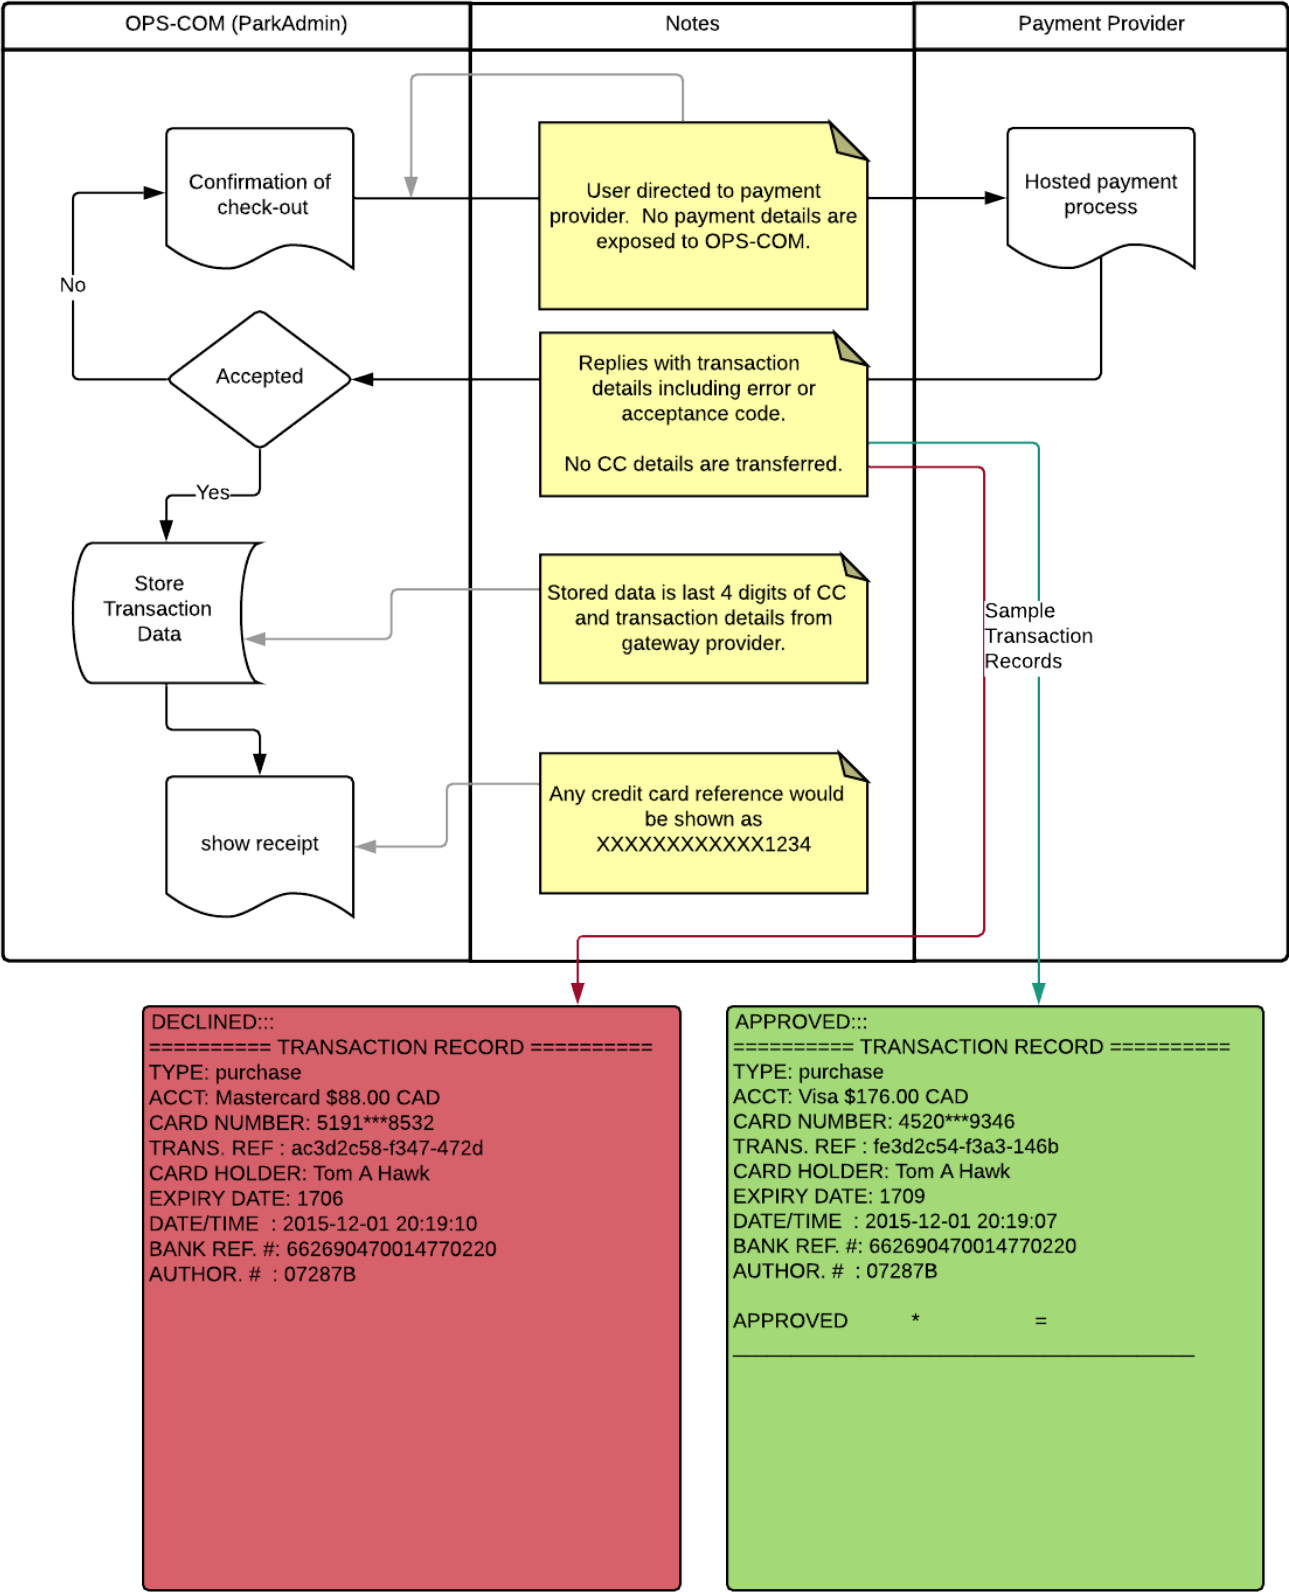 OPS-COM (ParkAdmin)
Notes
Payment Provider
Confirmation of
check-out
User directed to payment
provider.  No payment details are
exposed to OPS-COM.
Hosted payment
process
No
Accepted
Replies with transaction
details including error or
acceptance code.
No CC details are transferred.
Yes
Store
Transaction
Data
Stored data is last 4 digits of CC
and transaction details from
gateway provider.
Sample
Transaction
Records
show receipt
Any credit card reference would
be shown as
XXXXXXXXXXXX1234
DECLINED:::
========== TRANSACTION RECORD ==========
TYPE: purchase
ACCT: Mastercard $88.00 CAD
CARD NUMBER: 5191***8532
TRANS. REF : ac3d2c58-f347-472d
CARD HOLDER: Tom A Hawk
EXPIRY DATE: 1706
DATE/TIME  : 2015-12-01 20:19:10
BANK REF. #: 662690470014770220
AUTHOR. #  : 07287B
APPROVED:::
========== TRANSACTION RECORD ==========
TYPE: purchase
ACCT: Visa $176.00 CAD
CARD NUMBER: 4520***9346
TRANS. REF : fe3d2c54-f3a3-146b
CARD HOLDER: Tom A Hawk
EXPIRY DATE: 1709
DATE/TIME  : 2015-12-01 20:19:07
BANK REF. #: 662690470014770220
AUTHOR. #  : 07287B
APPROVED * =
________________________________________